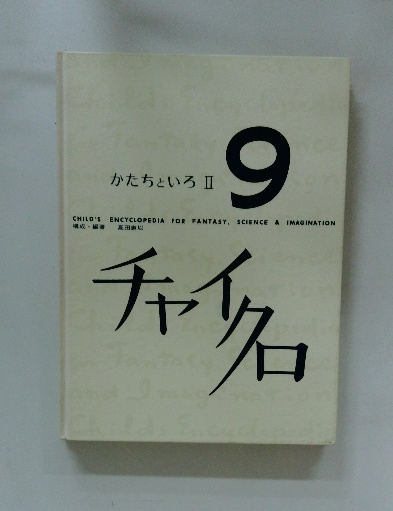 9
かたちといろ II
CHILD'S ENCYCLOPEDIA FOR FANTASY, SCIENCE & IMAGINATION
構成・編著
チャイクロ